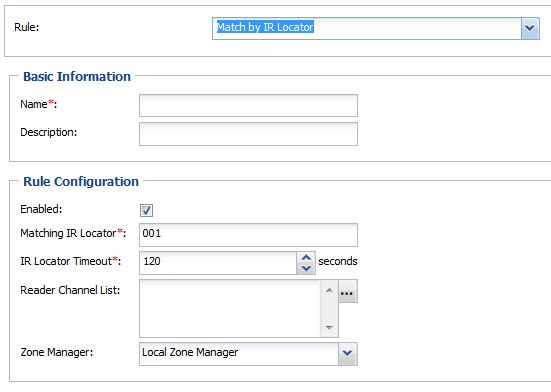 Rule: Match by IR Locator
Basic Information
Name*:
Description:
Rule Configuration
Enabled:
Matching IR Locator*: 001
IR Locator Timeout*: 120 seconds
Reader Channel List: ...
Zone Manager: Local Zone Manager